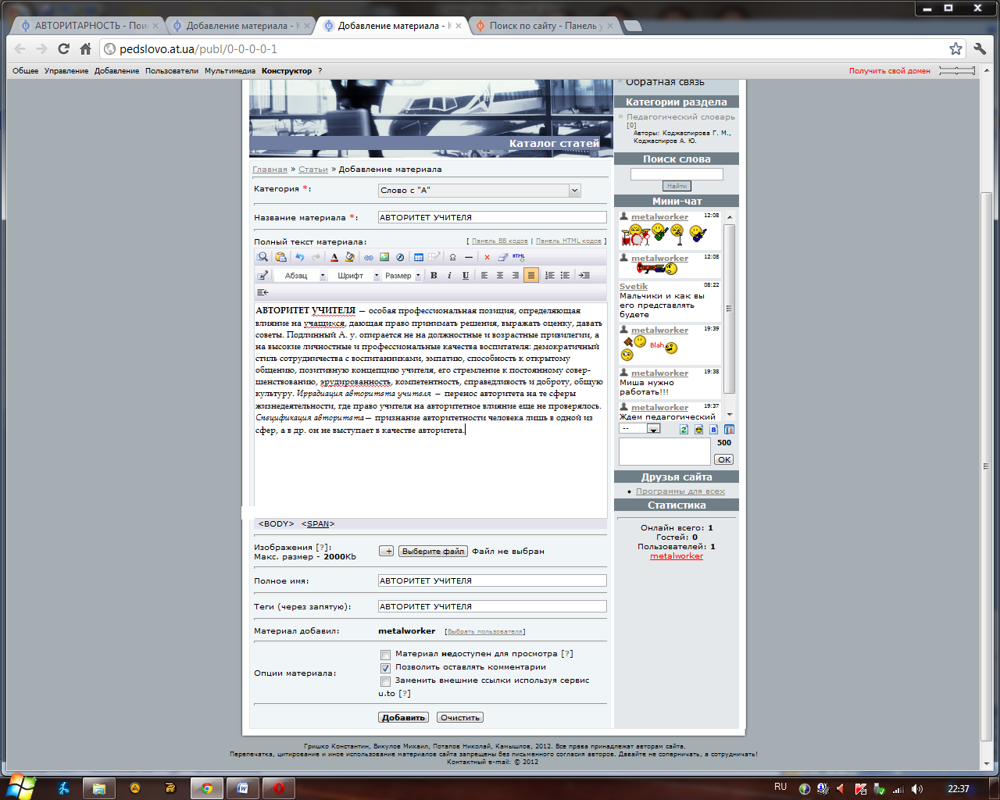 АВТОРИТАРНОСТЬ - Пои
Добавление материала - К
Добавление материала - К
Поиск по сайту - Панель у
pedslovo.at.ua/publ/0-0-0-0-1
Общее Управление Добавление Пользователи Мультимедиа Конструктор ?
Получить свой домен
Каталог статей
Главная » Статьи » Добавление материала
Категория *:
Слово с "А"
Название материала *:
АВТОРИТЕТ УЧИТЕЛЯ
Полный текст материала:
[ Панель BB кодов | Панель HTML кодов ]
HTML
Абзац Шрифт Размер B i U
АВТОРИТЕТ УЧИТЕЛЯ — особая профессиональная позиция, определяющая
влияние на учащихся, дающая право принимать решения, выражать оценку, давать
советы. Подлинный А. у. опирается не на должностные и возрастные привилегии, а
на высокие личностные и профессиональные качества воспитателя: демократичный
стиль сотрудничества с воспитанниками, эмпатию, способность к открытому
общению, позитивную концепцию учителя, его стремление к постоянному совер-
шенствованию, эрудированность, компетентность, справедливость и доброту, общую
культуру. Иррадиация авторитета учителя — перенос авторитета на те сферы
жизнедеятельности, где право учителя на авторитетное влияние еще не проверялось.
Спецификация авторитета — признание авторитетности человека лишь в одной из
сфер, а в др. он не выступает в качестве авторитета.
<BODY> <SPAN>
Изображения [?]:
Макс. размер - 2000Kb
+ Выберите файл Файл не выбран
Полное имя:
АВТОРИТЕТ УЧИТЕЛЯ
Теги (через запятую):
АВТОРИТЕТ УЧИТЕЛЯ
Материал добавил:
metalworker [Выбрать пользователя]
Опции материала:
Материал недоступен для просмотра [?]
Позволить оставлять комментарии
Заменить внешние ссылки используя сервис
u.to [?]
Добавить Очистить
» Обратная связь
Категории раздела
» Педагогический словарь
[0]
Авторы: Коджаспирова Г. М.,
Коджаспиров А. Ю.
Поиск слова
Найти
Мини-чат
metalworker 12:08
metalworker 12:08
Svetik 08:22
Мальчики и как вы
его представлять
будете
metalworker 19:39
Blah
metalworker 19:38
Миша нужно
работать!!!
metalworker 19:37
Ждем педагогический
--
500
OK
Друзья сайта
Программы для всех
Статистика
Онлайн всего: 1
Гостей: 0
Пользователей: 1
metalworker
Гришко Константин, Викулов Михаил, Потапов Николай, Камышлов, 2012. Все права принадлежат авторам сайта.
Перепечатка, цитирование и иное использование материалов сайта запрещены без письменного согласия авторов. Давайте не соперничать, а сотрудничать!
Контактный e-mail: © 2012
RU
22:37